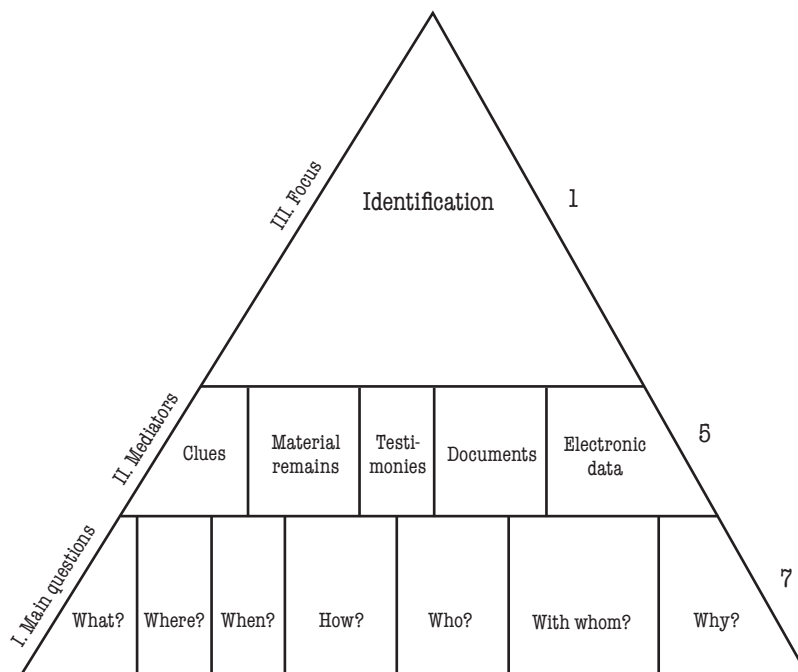 III. Focus
Identification
1
II. Mediators
Clues
Material
remains
Testi-
monies
Documents
Electronic
data
5
I. Main questions
What?
Where?
When?
How?
Who?
With whom?
Why?
7